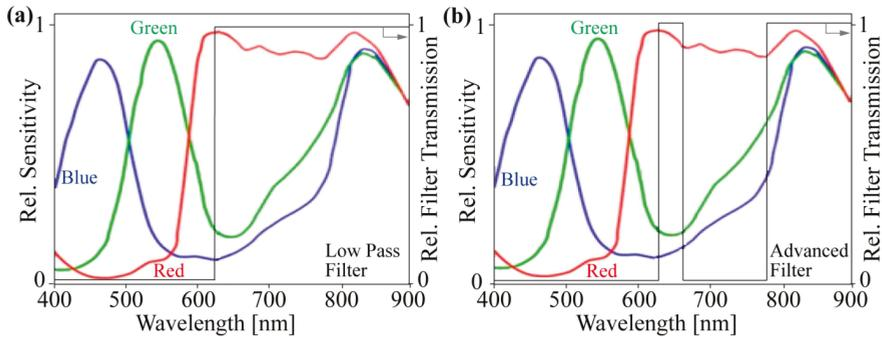 (a)
1
Green
1
Rel. Sensitivity
Blue
Red
Low Pass
Filter
Rel. Filter Transmission
0
0
400 500 600 700 800 900
Wavelength [nm]
(b)
1
Green
1
Rel. Sensitivity
Blue
Red
Advanced
Filter
Rel. Filter Transmission
0
0
400 500 600 700 800 900
Wavelength [nm]